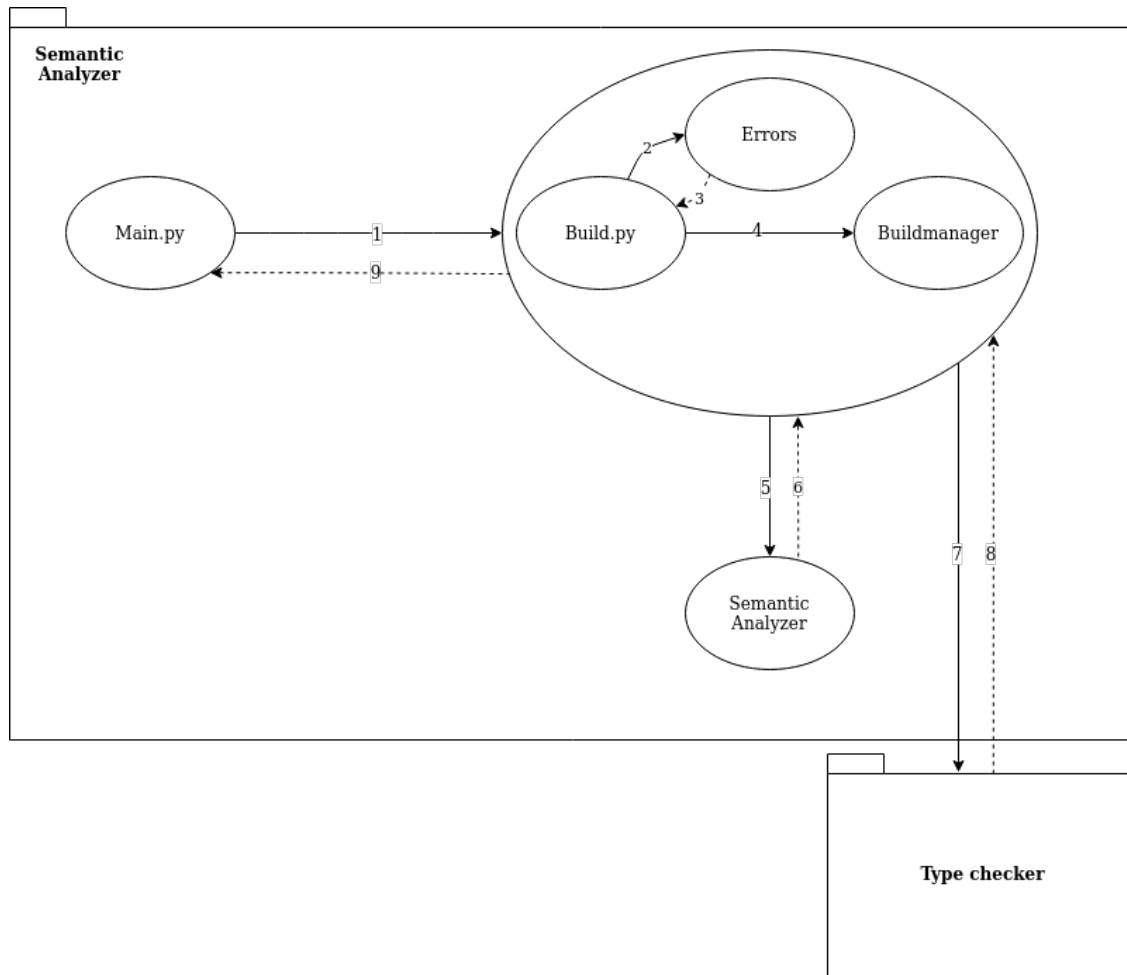 Semantic
Analyzer
Errors
2
3
Main.py
1
Build.py
4
Buildmanager
9
5
6
Semantic
Analyzer
7
8
Type checker